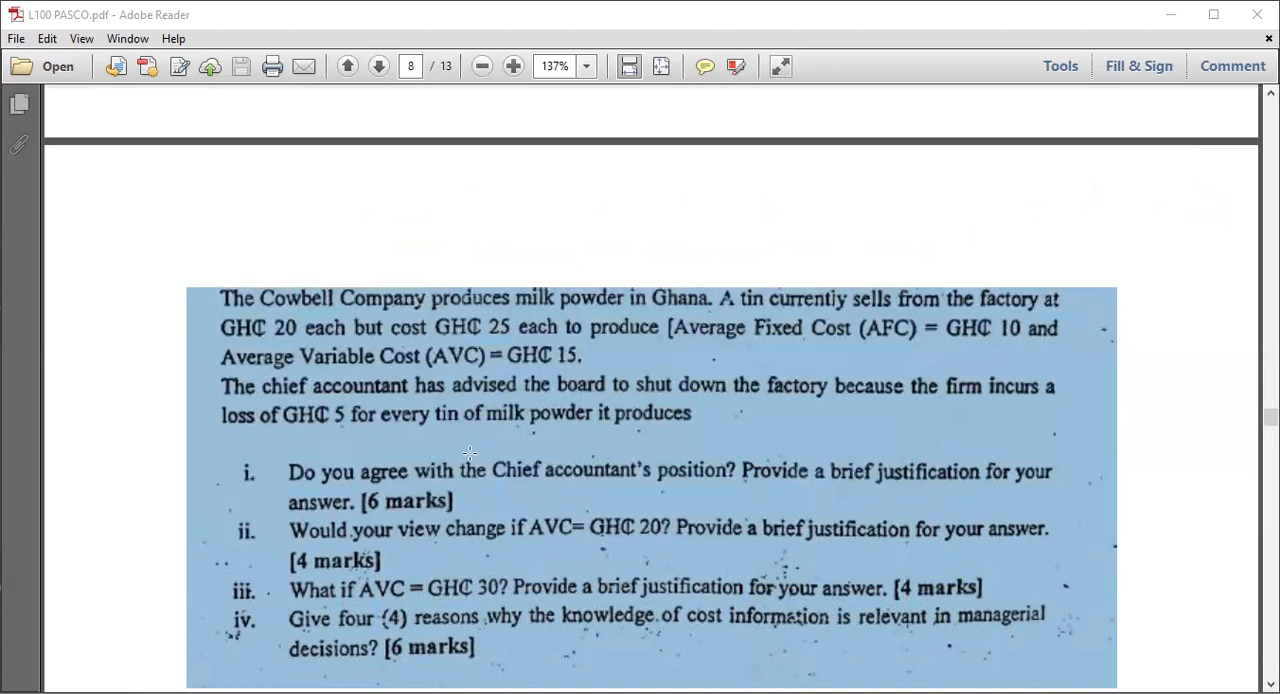 L100 PASCO.pdf - Adobe Reader
File Edit View Window Help
Open 8 / 13 137% Tools Fill & Sign Comment
The Cowbell Company produces milk powder in Ghana. A tin currently sells from the factory at
GH₵ 20 each but cost GH₵ 25 each to produce [Average Fixed Cost (AFC) = GH₵ 10 and
Average Variable Cost (AVC) = GH₵ 15.
The chief accountant has advised the board to shut down the factory because the firm incurs a
loss of GH₵ 5 for every tin of milk powder it produces
i. Do you agree with the Chief accountant's position? Provide a brief justification for your
answer. [6 marks]
ii. Would your view change if AVC= GH₵ 20? Provide a brief justification for your answer.
[4 marks]
iii. What if AVC = GH₵ 30? Provide a brief justification for your answer. [4 marks]
iv. Give four (4) reasons why the knowledge of cost information is relevant in managerial
decisions? [6 marks]